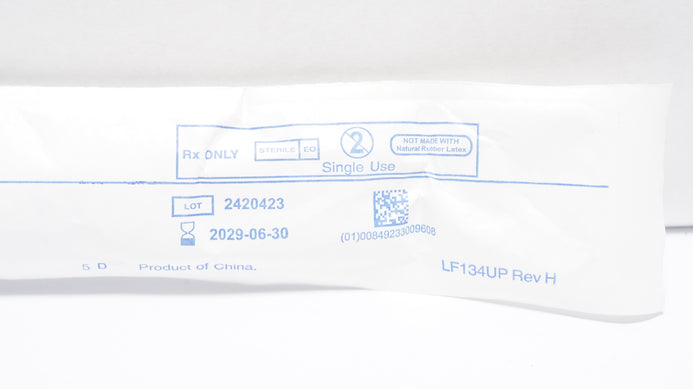 Rx ONLY
STERILE EO
2
NOT MADE WITH
Natural Rubber Latex
Single Use
LOT 2420423
2029-06-30
(01)00849233009608
5 D Product of China.
LF134UP Rev H